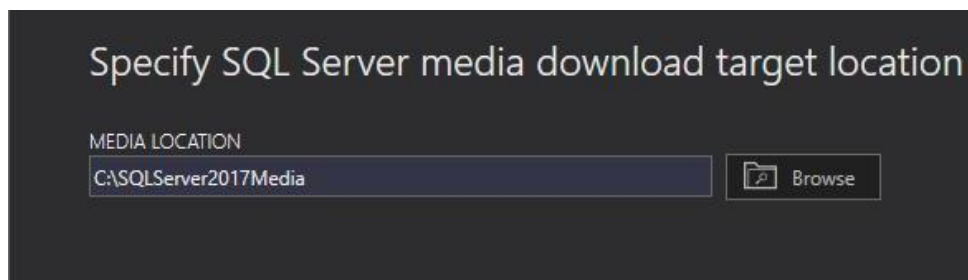 Specify SQL Server media download target location
MEDIA LOCATION
C:\SQLServer2017Media
Browse